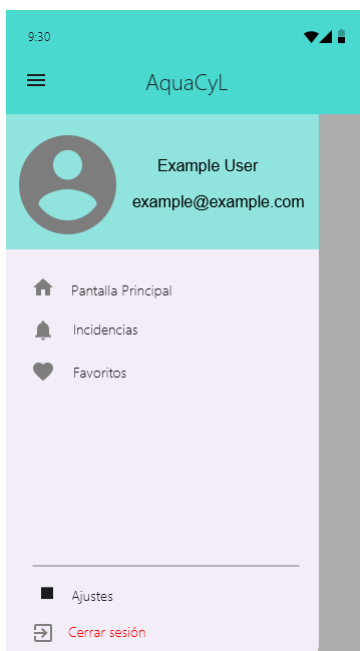 9:30
AquaCyL
Example User
example@example.com
Pantalla Principal
Incidencias
Favoritos
Ajustes
Cerrar sesión